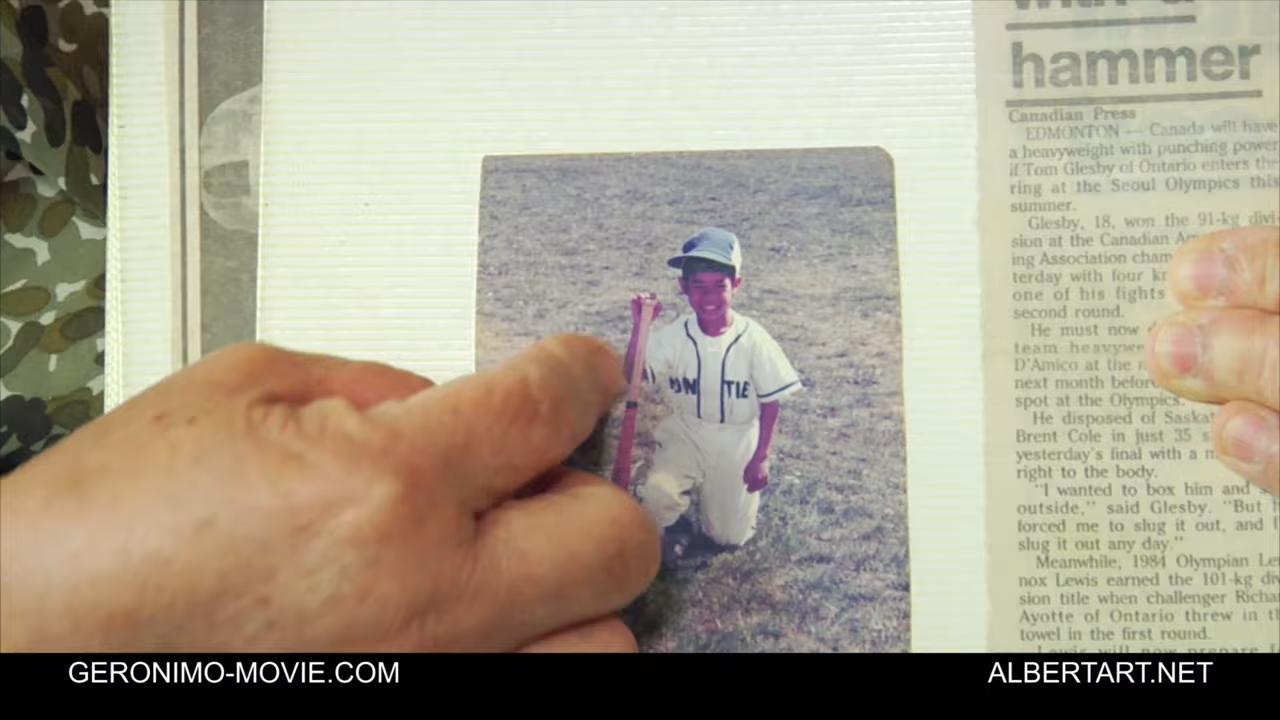 with a
hammer
Canadian Press
EDMONTON — Canada will have
a heavyweight with punching power
if Tom Glesby of Ontario enters the
ring at the Seoul Olympics this
summer.
Glesby, 18, won the 91-kg divi-
sion at the Canadian
ing Association cham
terday with four
one of his fights
second round.
He must now
team heavywe
D'Amico at the
next month before
spot at the Olympics.
He disposed of Saskat
Brent Cole in just 35
yesterday's final with a
right to the body.
"I wanted to box him and
outside," said Glesby. "But
forced me to slug it out, and
slug it out any day."
Meanwhile, 1984 Olympian Le
nox Lewis earned the 101-kg di
sion title when challenger Richa
Ayotte of Ontario threw in
towel in the first round.
Lewis will now prepare
TIE
GERONIMO-MOVIE.COM
ALBERTART.NET